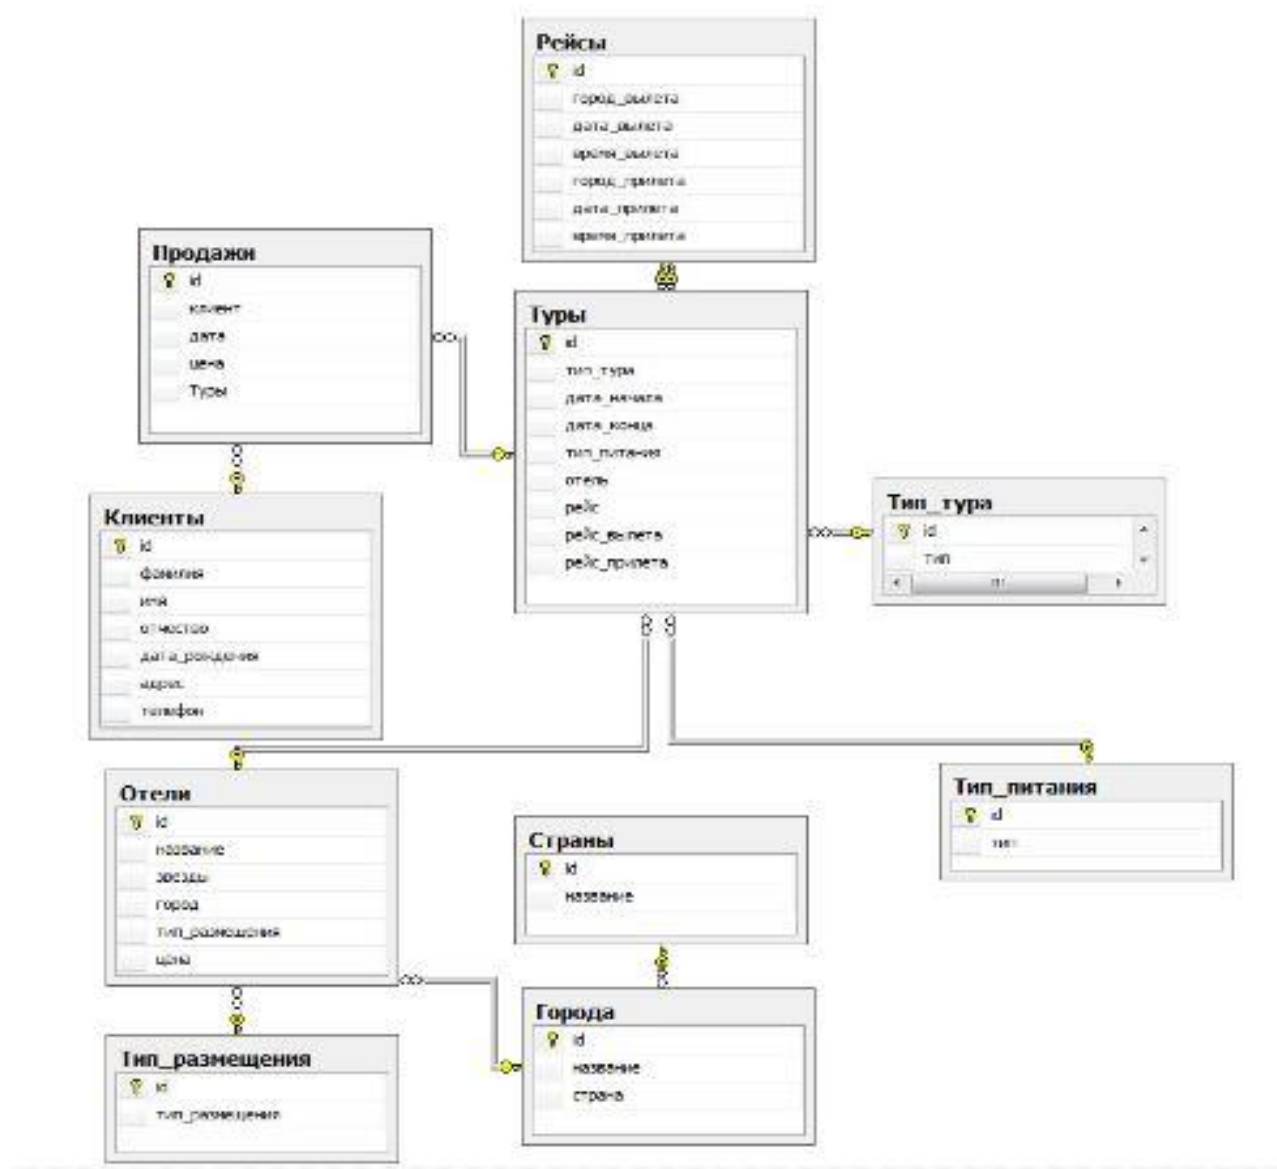 Рейсы
id
город_вылета
дата_вылета
время_вылета
город_прилета
дата_прилета
время_прилета
Продажи
id
клиент
дата
цена
Туры
Туры
id
тип_тура
дата_начала
дата_конца
тип_питания
отель
рейс
рейс_вылета
рейс_прилета
Тип_тура
id
тип
Клиенты
id
фамилия
имя
отчество
дата_рождения
адрес
телефон
Отели
id
название
звезды
город
тип_размещения
цена
Тип_питания
id
тип
Страны
id
название
Города
id
название
страна
Тип_размещения
id
тип_размещения